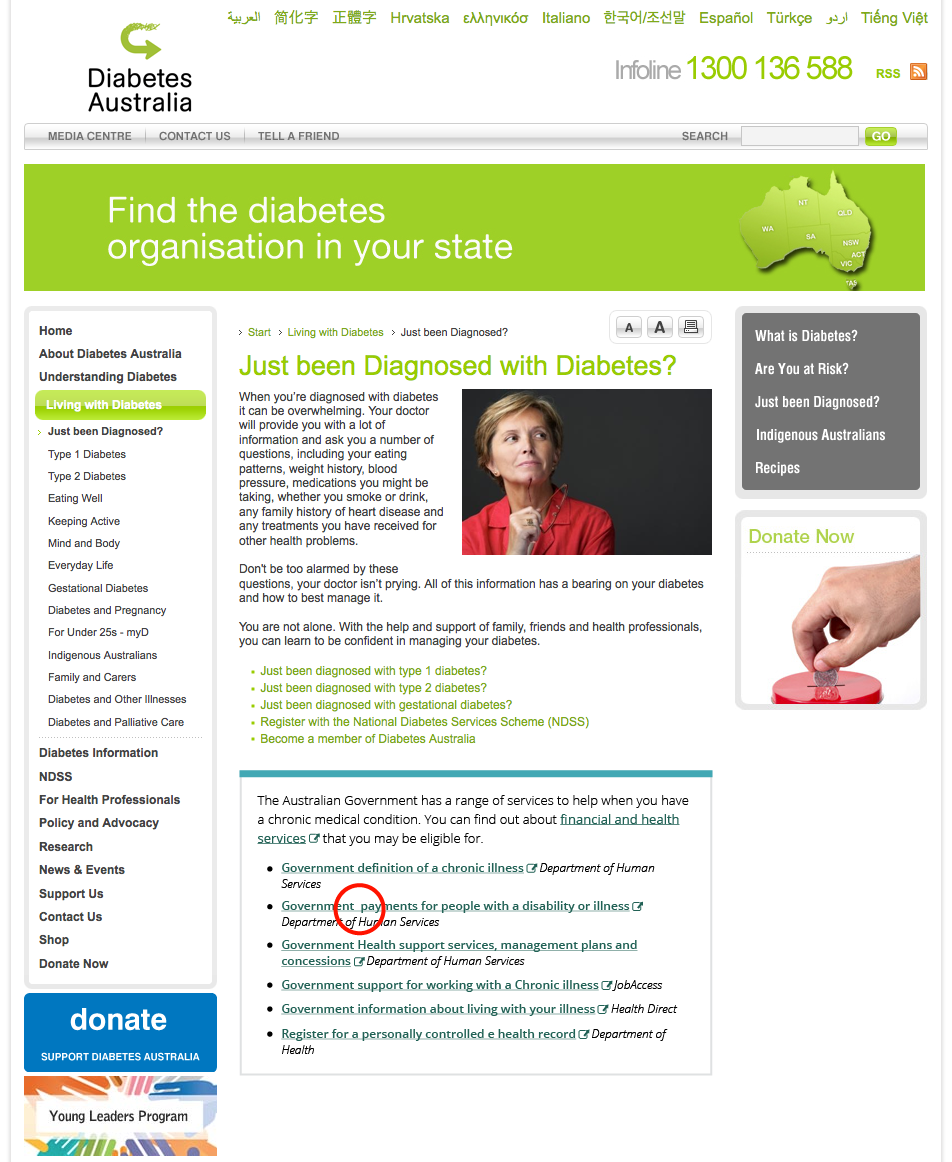 العربية 简化字 正體字 Hrvatska ελληνικόσ Italiano 한국어/조선말 Español Türkçe اردو Tiếng Việt
Diabetes
Australia
Infoline 1300 136 588 RSS
MEDIA CENTRE CONTACT US TELL A FRIEND SEARCH GO
Find the diabetes
organisation in your state
NT
QLD
WA
SA
NSW
ACT
VIC
TAS
Home
About Diabetes Australia
Understanding Diabetes
Living with Diabetes
Just been Diagnosed?
Type 1 Diabetes
Type 2 Diabetes
Eating Well
Keeping Active
Mind and Body
Everyday Life
Gestational Diabetes
Diabetes and Pregnancy
For Under 25s - myD
Indigenous Australians
Family and Carers
Diabetes and Other Illnesses
Diabetes and Palliative Care
Diabetes Information
NDSS
For Health Professionals
Policy and Advocacy
Research
News & Events
Support Us
Contact Us
Shop
Donate Now
donate
SUPPORT DIABETES AUSTRALIA
Young Leaders Program
Start Living with Diabetes Just been Diagnosed?
A A
Just been Diagnosed with Diabetes?
When you're diagnosed with diabetes
it can be overwhelming. Your doctor
will provide you with a lot of
information and ask you a number of
questions, including your eating
patterns, weight history, blood
pressure, medications you might be
taking, whether you smoke or drink,
any family history of heart disease and
any treatments you have received for
other health problems.
Don't be too alarmed by these
questions, your doctor isn't prying. All of this information has a bearing on your diabetes
and how to best manage it.
You are not alone. With the help and support of family, friends and health professionals,
you can learn to be confident in managing your diabetes.
Just been diagnosed with type 1 diabetes?
Just been diagnosed with type 2 diabetes?
Just been diagnosed with gestational diabetes?
Register with the National Diabetes Services Scheme (NDSS)
Become a member of Diabetes Australia
The Australian Government has a range of services to help when you have
a chronic medical condition. You can find out about financial and health
services that you may be eligible for.
Government definition of a chronic illness Department of Human
Services
Government payments for people with a disability or illness
Department of Human Services
Government Health support services, management plans and
concessions Department of Human Services
Government support for working with a Chronic illness JobAccess
Government information about living with your illness Health Direct
Register for a personally controlled e health record Department of
Health
What is Diabetes?
Are You at Risk?
Just been Diagnosed?
Indigenous Australians
Recipes
Donate Now